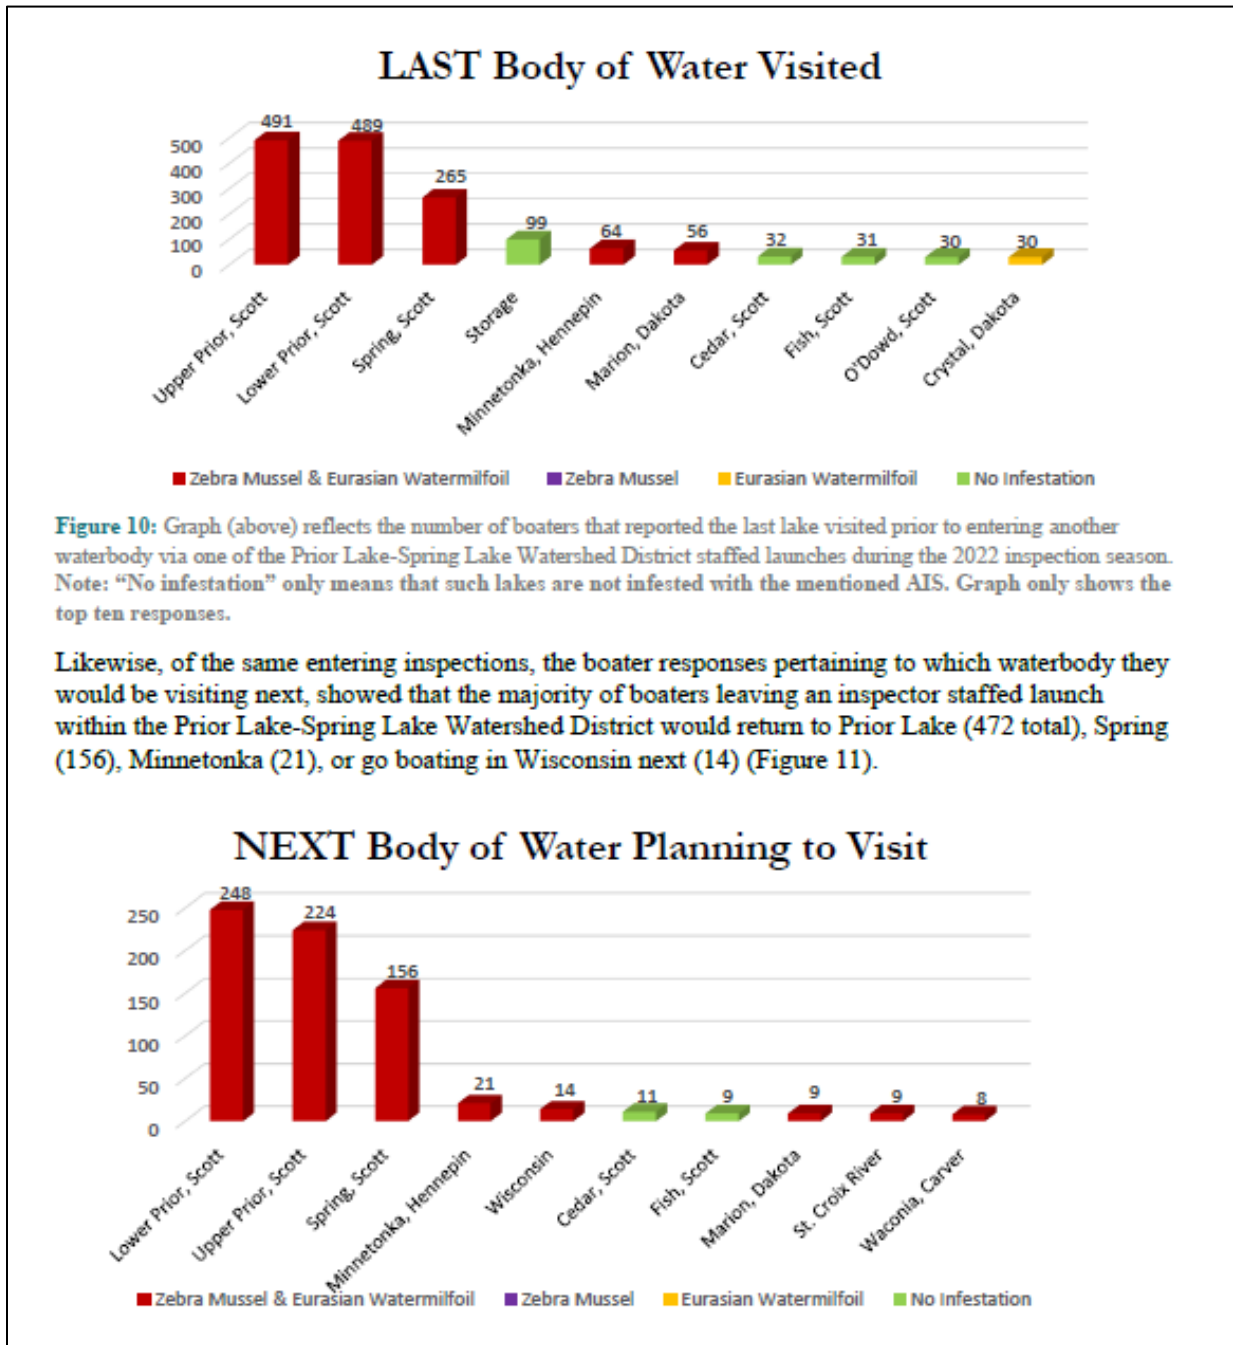 LAST Body of Water Visited
491
489
265
99
64
56
32
31
30
30
500
400
300
200
100
0
Upper Prior, Scott
Lower Prior, Scott
Spring, Scott
Storage
Minnetonka, Hennepin
Marion, Dakota
Cedar, Scott
Fish, Scott
O'Dowd, Scott
Crystal, Dakota
Zebra Mussel & Eurasian Watermilfoil Zebra Mussel Eurasian Watermilfoil No Infestation
Figure 10: Graph (above) reflects the number of boaters that reported the last lake visited prior to entering another
waterbody via one of the Prior Lake-Spring Lake Watershed District staffed launches during the 2022 inspection season.
Note: “No infestation” only means that such lakes are not infested with the mentioned AIS. Graph only shows the
top ten responses.
Likewise, of the same entering inspections, the boater responses pertaining to which waterbody they
would be visiting next, showed that the majority of boaters leaving an inspector staffed launch
within the Prior Lake-Spring Lake Watershed District would return to Prior Lake (472 total), Spring
(156), Minnetonka (21), or go boating in Wisconsin next (14) (Figure 11).
NEXT Body of Water Planning to Visit
248
224
156
21
14
11
9
9
9
8
250
200
150
100
50
0
Lower Prior, Scott
Upper Prior, Scott
Spring, Scott
Minnetonka, Hennepin
Wisconsin
Cedar, Scott
Fish, Scott
Marion, Dakota
St. Croix River
Waconia, Carver
Zebra Mussel & Eurasian Watermilfoil Zebra Mussel Eurasian Watermilfoil No Infestation